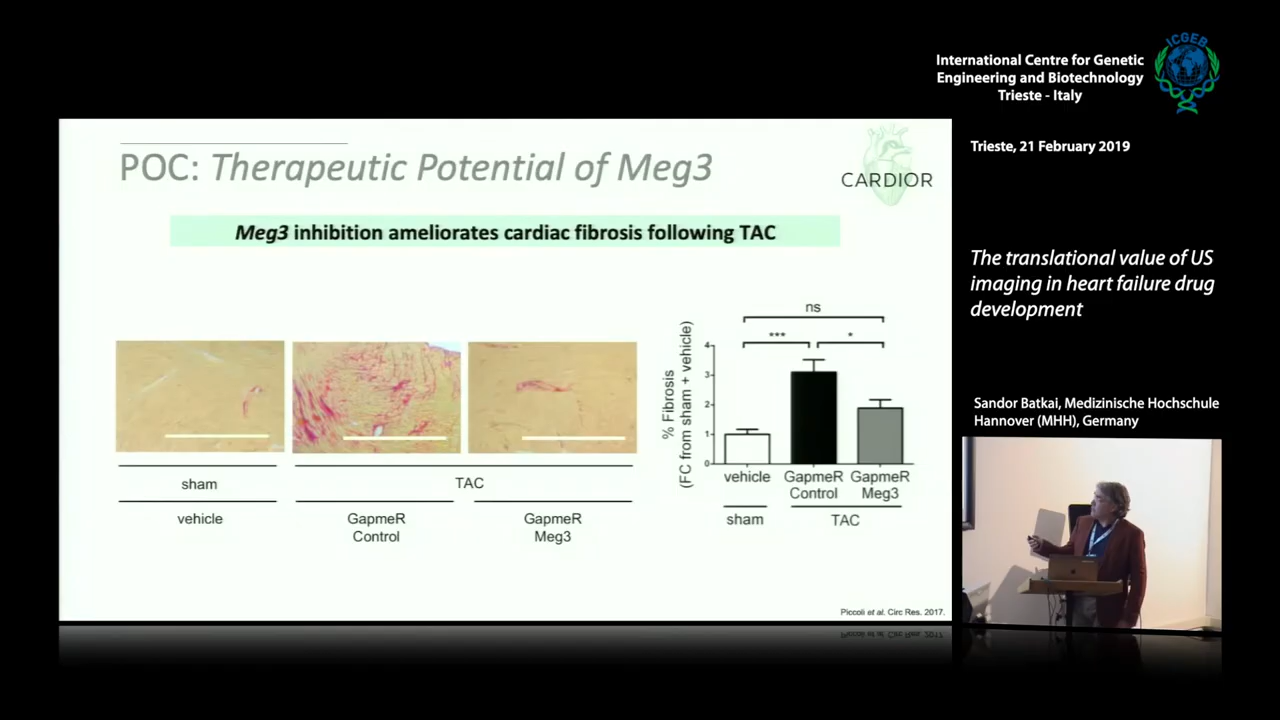 ICGEB
International Centre for Genetic
Engineering and Biotechnology
Trieste - Italy
Trieste, 21 February 2019
The translational value of US
imaging in heart failure drug
development
Sandor Batkai, Medizinische Hochschule
Hannover (MHH), Germany
POC: Therapeutic Potential of Meg3
CARDIOR
Meg3 inhibition ameliorates cardiac fibrosis following TAC
sham
TAC
vehicle
GapmeR
Control
GapmeR
Meg3
% Fibrosis
(FC from sham + vehicle)
4
3
2
1
0
ns
***
*
vehicle
GapmeR
Control
GapmeR
Meg3
sham
TAC
Piccoli et al. Circ Res. 2017.